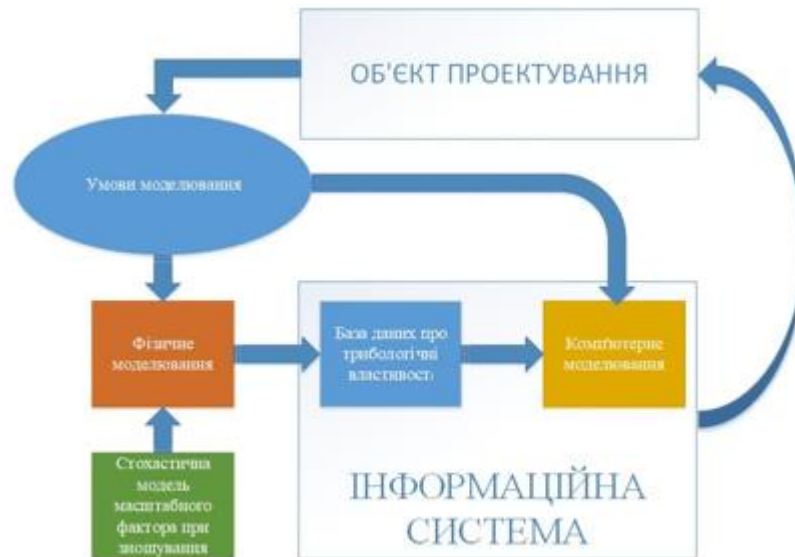 ОБ'ЄКТ ПРОЕКТУВАННЯ
Умови моделювання
Фізичне
моделювання
База даних про
трибологічні
властивості
Комп'ютерне
моделювання
Стохастична
модель
масштабного
фактора при
зношування
ІНФОРМАЦІЙНА
СИСТЕМА